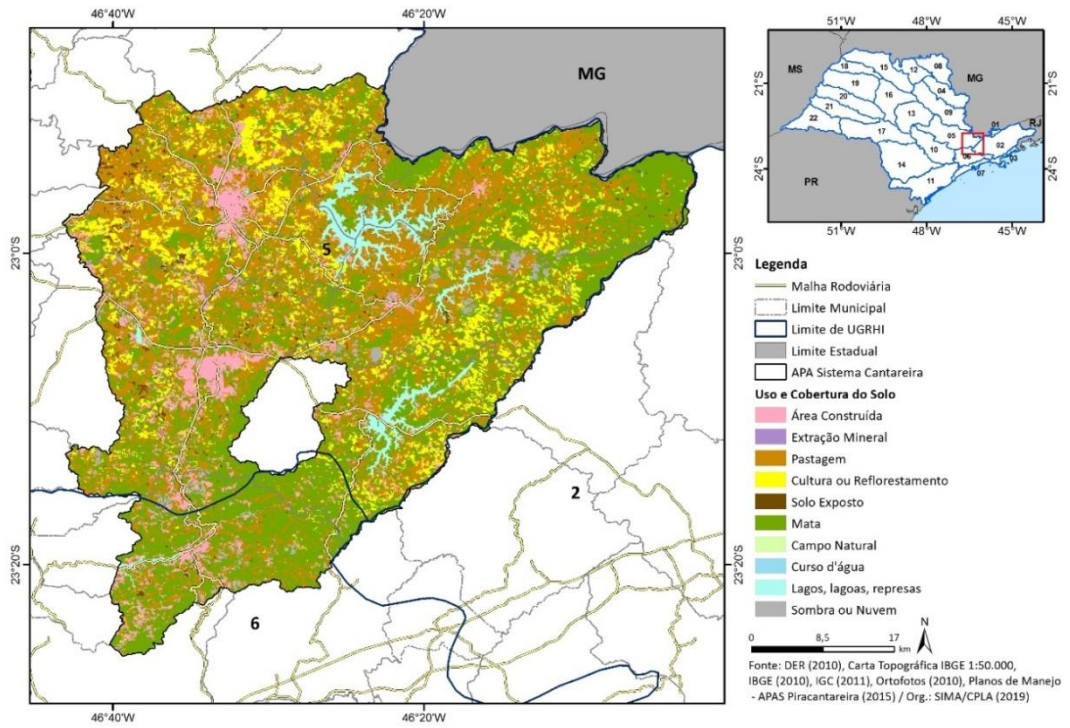 46°40'W
46°20'W
MG
23°0'S
5
23°20'S
2
6
46°40'W
46°20'W
23°0'S
23°20'S
51°W
48°W
45°W
MS
18
15
12
08
MG
21°S
19
16
04
20
21
13
09
22
17
05
01
RJ
10
02
06
03
14
07
24°S
PR
11
51°W
48°W
45°W
21°S
24°S
Legenda
Malha Rodoviária
Limite Municipal
Limite de UGRHI
Limite Estadual
APA Sistema Cantareira
Uso e Cobertura do Solo
Área Construída
Extração Mineral
Pastagem
Cultura ou Reflorestamento
Solo Exposto
Mata
Campo Natural
Curso d'água
Lagos, lagoas, represas
Sombra ou Nuvem
N
0 8,5 17
km
Fonte: DER (2010), Carta Topográfica IBGE 1:50.000,
IBGE (2010), IGC (2011), Ortofotos (2010), Planos de Manejo
- APAS Piracantareira (2015) / Org.: SIMA/CPLA (2019)